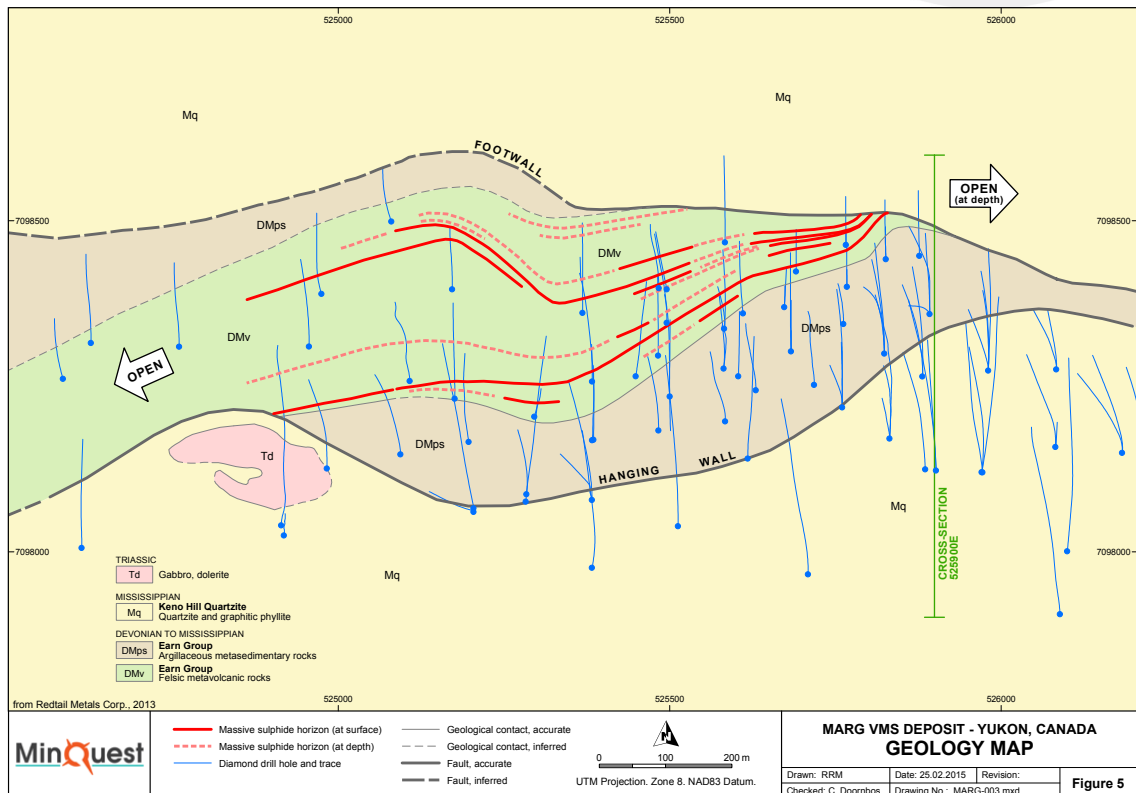 525000
525500
526000
Mq
Mq
FOOTWALL
OPEN
(at depth)
7098500
7098500
DMps
DMv
DMv
DMps
OPEN
DMps
Td
HANGING WALL
Mq
7098000
7098000
CROSS-SECTION
525900E
Mq
TRIASSIC
Td Gabbro, dolerite
MISSISSIPPIAN
Mq Keno Hill Quartzite
Quartzite and graphitic phyllite
DEVONIAN TO MISSISSIPPIAN
DMps Earn Group
Argillaceous metasedimentary rocks
DMv Earn Group
Felsic metavolcanic rocks
525000
525500
526000
from Redtail Metals Corp., 2013
MinQuest
Massive sulphide horizon (at surface)
Massive sulphide horizon (at depth)
Diamond drill hole and trace
Geological contact, accurate
Geological contact, inferred
Fault, accurate
Fault, inferred
N
0 100 200 m
UTM Projection. Zone 8. NAD83 Datum.
MARG VMS DEPOSIT - YUKON, CANADA
GEOLOGY MAP
Drawn: RRM
Date: 25.02.2015
Revision:
Figure 5
Checked: C. Doornbos
Drawing No.: MARG-003.mxd